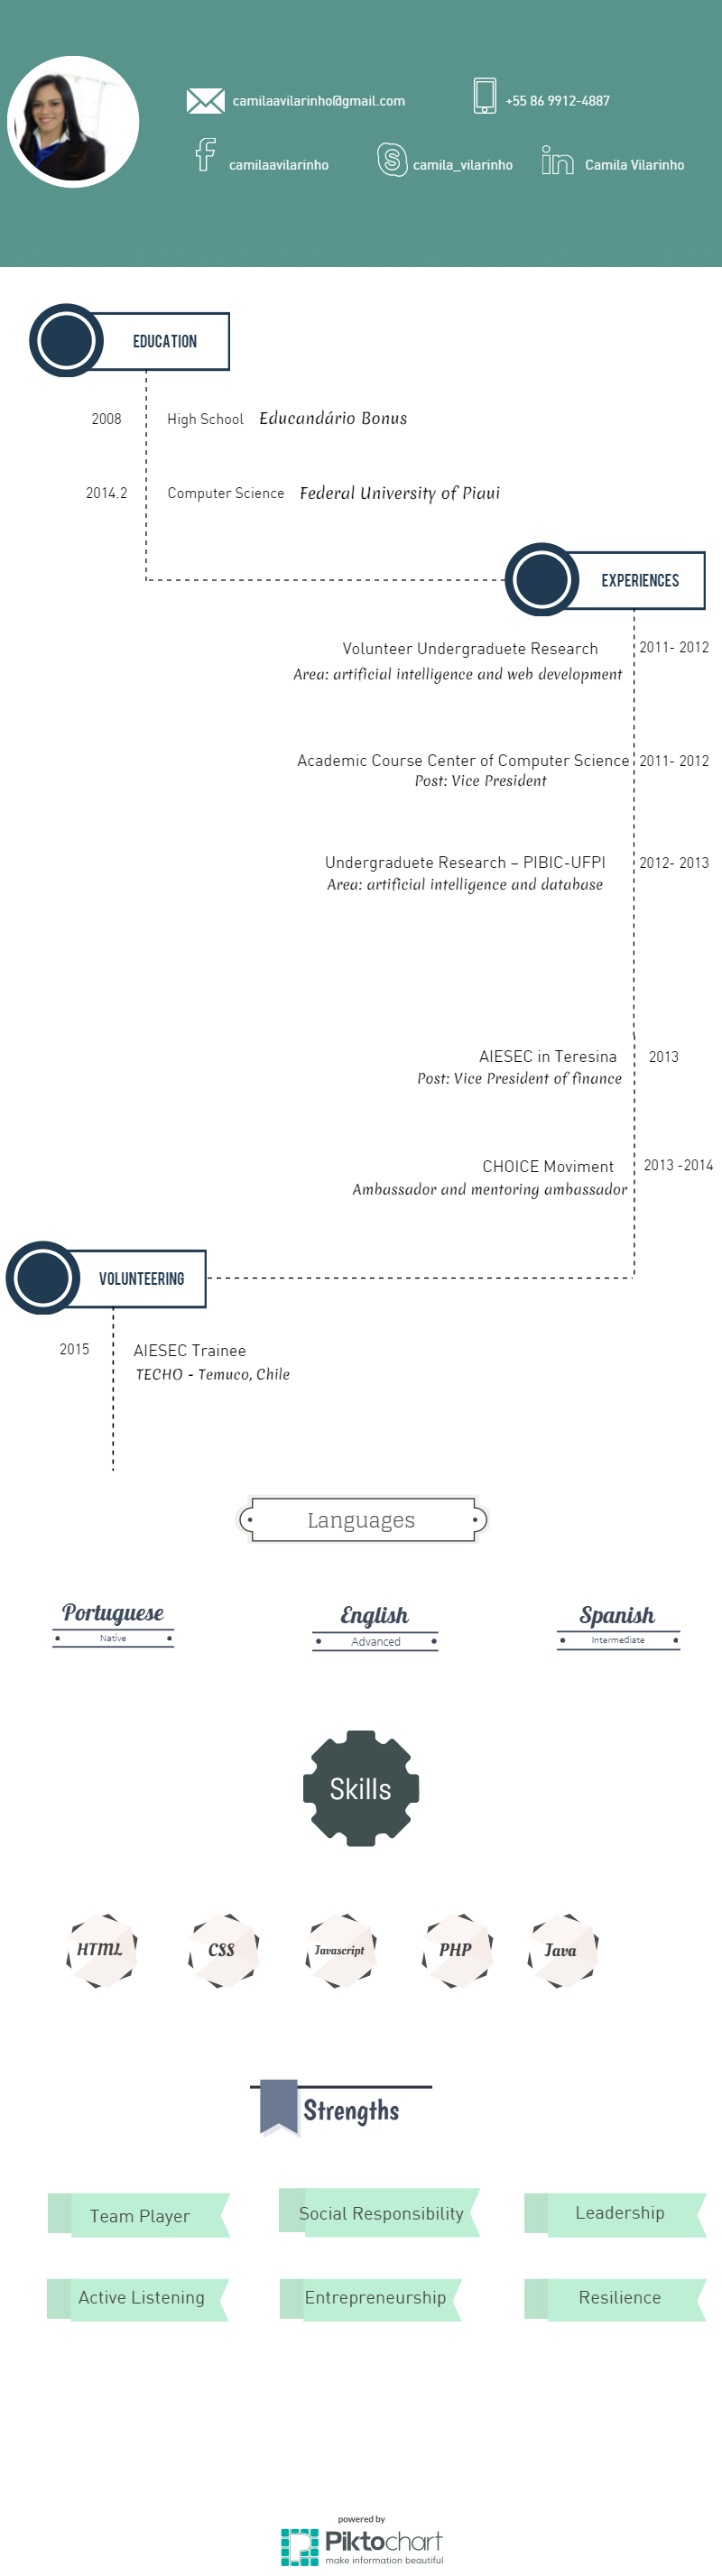 camilaavilarinho@gmail.com
+55 86 9912-4887
camilaavilarinho
camila_vilarinho
Camila Vilarinho
EDUCATION
2008 High School Educandário Bonus
2014.2 Computer Science Federal University of Piaui
EXPERIENCES
Volunteer Undergraduete Research 2011- 2012
Area: artificial intelligence and web development
Academic Course Center of Computer Science 2011- 2012
Post: Vice President
Undergraduete Research – PIBIC-UFPI 2012- 2013
Area: artificial intelligence and database
AIESEC in Teresina 2013
Post: Vice President of finance
CHOICE Moviment 2013 -2014
Ambassador and mentoring ambassador
VOLUNTEERING
2015 AIESEC Trainee
TECHO - Temuco, Chile
Languages
Portuguese
Native
English
Advanced
Spanish
Intermediate
Skills
HTML
CSS
Javascript
PHP
Java
Strengths
Team Player
Social Responsibility
Leadership
Active Listening
Entrepreneurship
Resilience
powered by
Piktochart
make information beautiful